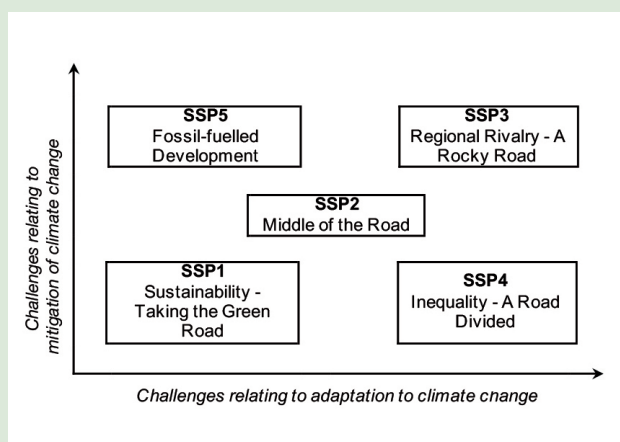 SSP5
Fossil-fuelled
Development
SSP3
Regional Rivalry - A
Rocky Road
SSP2
Middle of the Road
SSP1
Sustainability -
Taking the Green
Road
SSP4
Inequality - A Road
Divided
Challenges relating to
mitigation of climate change
Challenges relating to adaptation to climate change